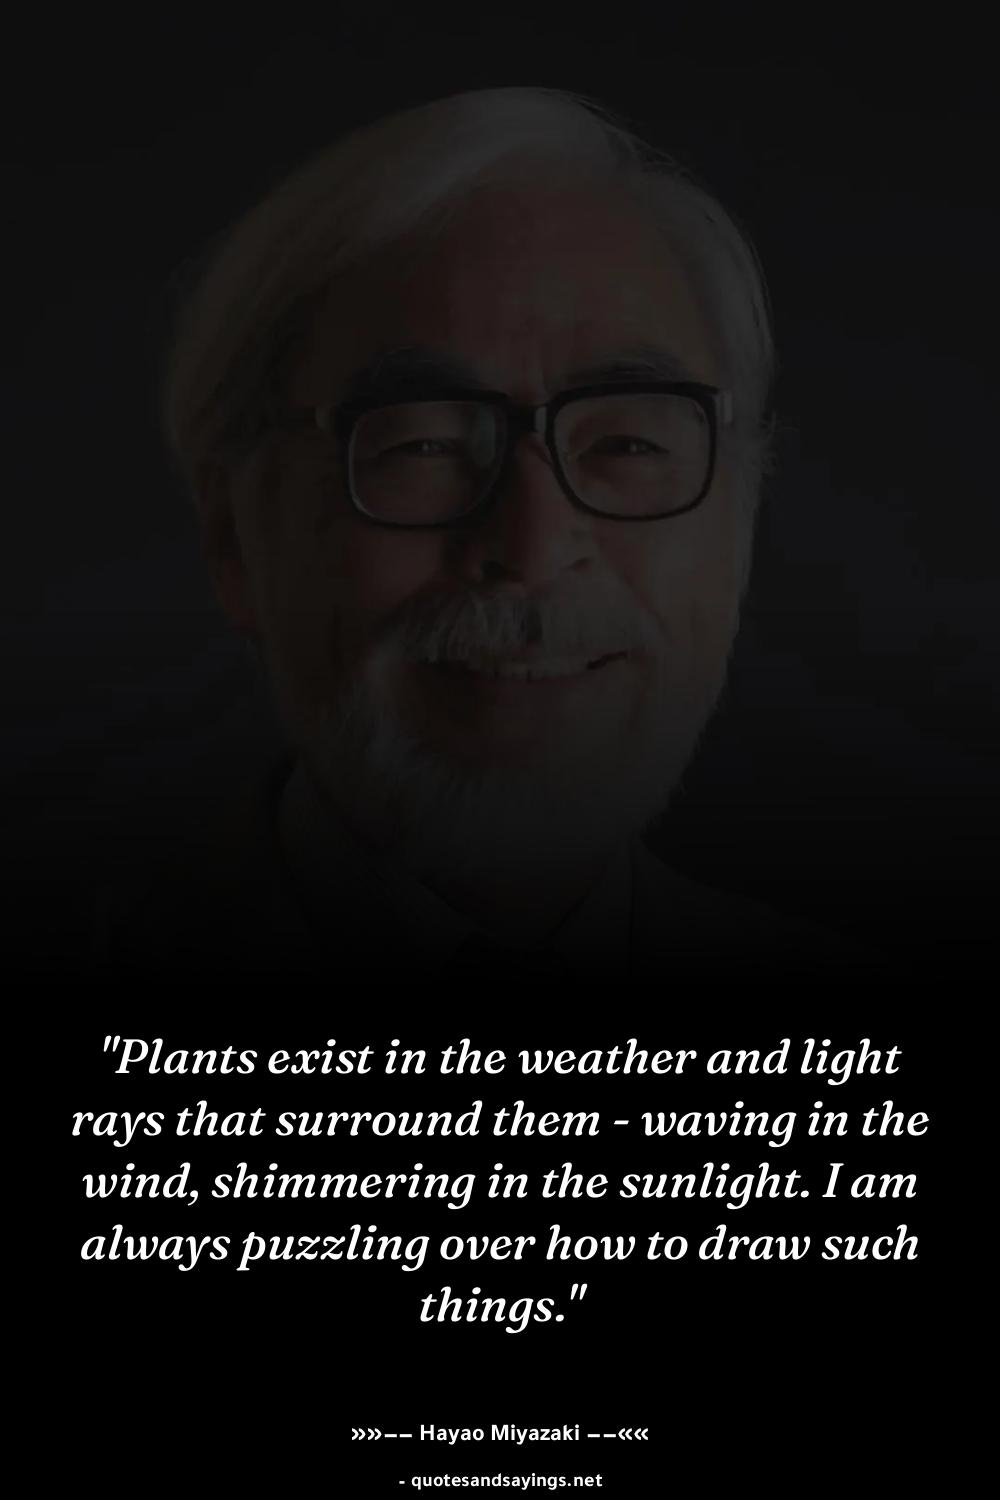 "Plants exist in the weather and light
rays that surround them - waving in the
wind, shimmering in the sunlight. I am
always puzzling over how to draw such
things."
»»–– Hayao Miyazaki ––««
- quotesandsayings.net